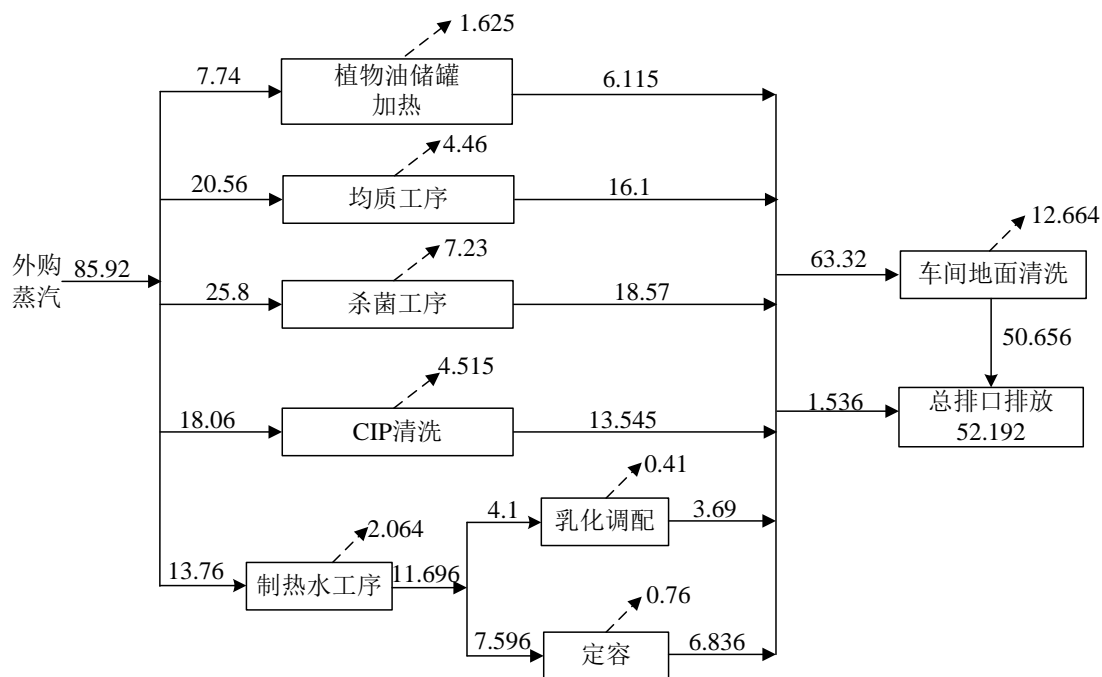 1.625
7.74
植物油储罐
加热
6.115
4.46
20.56
均质工序
16.1
12.664
7.23
外购
蒸汽
85.92
63.32
车间地面清洗
25.8
杀菌工序
18.57
50.656
4.515
18.06
CIP清洗
13.545
1.536
总排口排放
52.192
0.41
4.1
乳化调配
3.69
2.064
13.76
制热水工序
11.696
0.76
7.596
定容
6.836